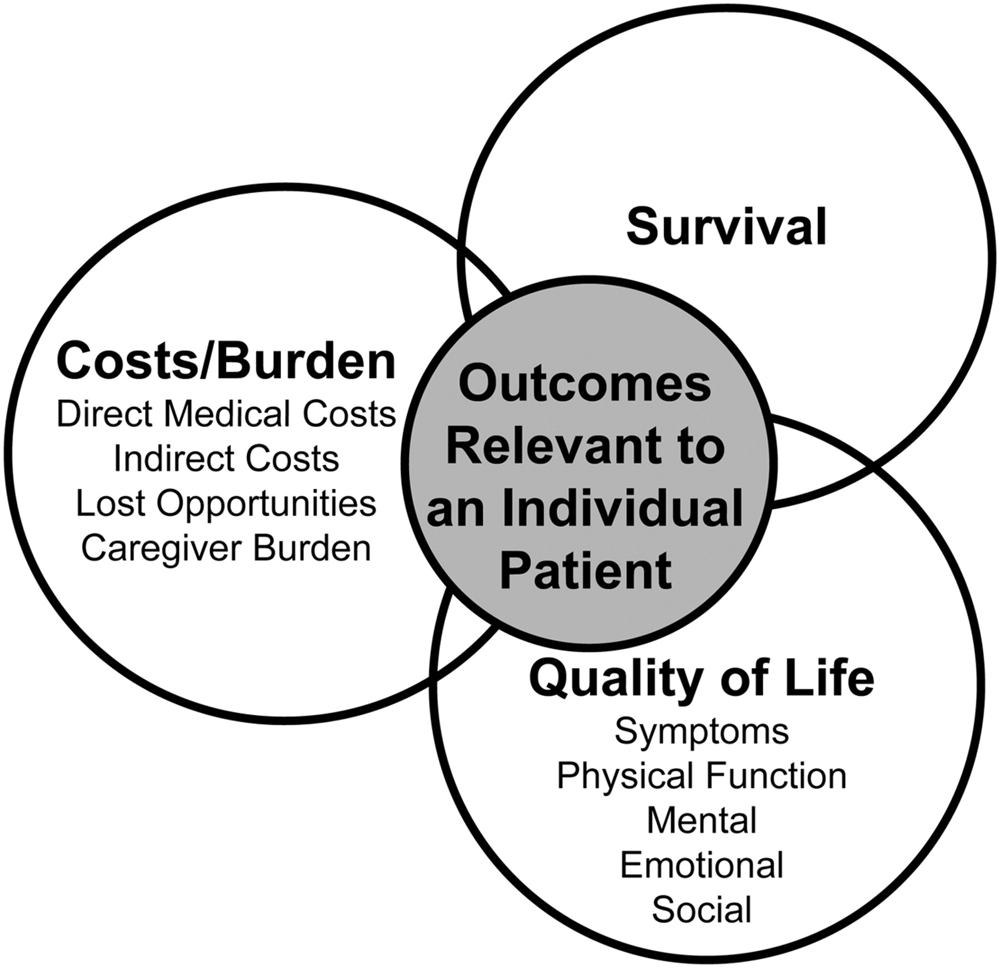 Survival
Costs/Burden
Direct Medical Costs
Indirect Costs
Lost Opportunities
Caregiver Burden
Outcomes
Relevant to
an Individual
Patient
Quality of Life
Symptoms
Physical Function
Mental
Emotional
Social